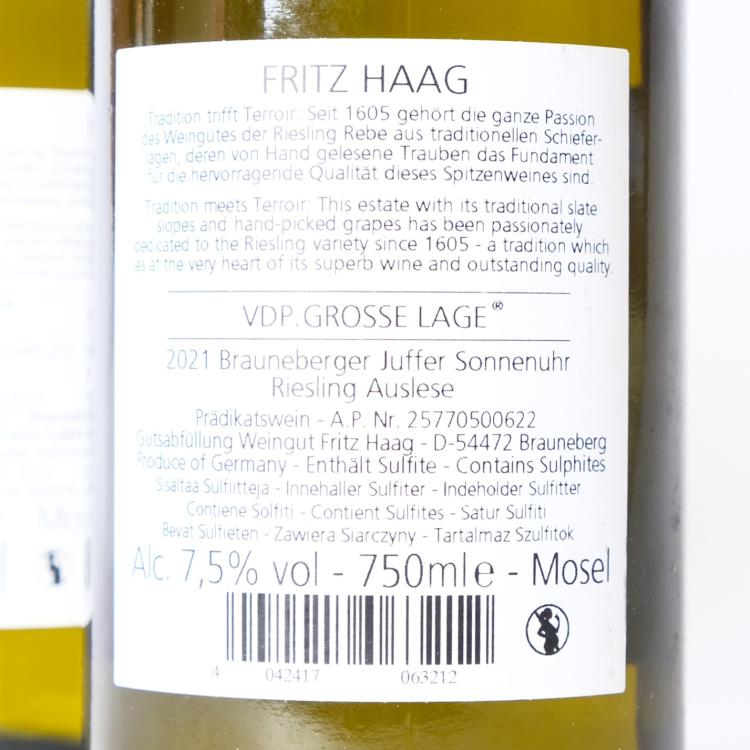 FRITZ HAAG
Tradition trifft Terroir: Seit 1605 gehört die ganze Passion
des Weingutes der Riesling Rebe aus traditionellen Schiefer-
lagen, deren von Hand gelesene Trauben das Fundament
für die hervorragende Qualität dieses Spitzenweines sind.
Tradition meets Terroir: This estate with its traditional slate
slopes and hand-picked grapes has been passionately
dedicated to the Riesling variety since 1605 - a tradition which
at the very heart of its superb wine and outstanding quality.
VDP.GROSSE LAGE®
2021 Brauneberger Juffer Sonnenuhr
Riesling Auslese
Prädikatswein - A.P. Nr. 25770500622
Gutsabfüllung Weingut Fritz Haag - D-54472 Brauneberg
Produce of Germany - Enthält Sulfite - Contains Sulphites
Sisältaa Sulfiitteja - Innehaller Sulfiter - Indeholder Sulfitter
Contiene Solfiti - Contient Sulfites - Satur Sulfiti
Bevat Sulfieten - Zawiera Siarczyny - Tartalmaz Szulfitok
Alc. 7,5% vol - 750ml e - Mosel
4 042417 063212